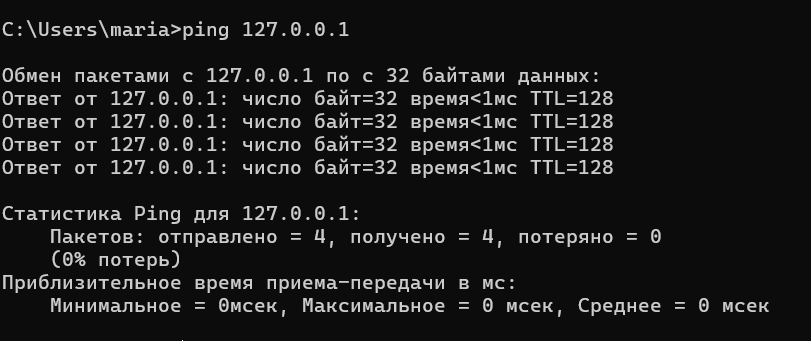 C:\Users\maria>ping 127.0.0.1
Обмен пакетами с 127.0.0.1 по с 32 байтами данных:
Ответ от 127.0.0.1: число байт=32 время<1мс TTL=128
Ответ от 127.0.0.1: число байт=32 время<1мс TTL=128
Ответ от 127.0.0.1: число байт=32 время<1мс TTL=128
Ответ от 127.0.0.1: число байт=32 время<1мс TTL=128
Статистика Ping для 127.0.0.1:
Пакетов: отправлено = 4, получено = 4, потеряно = 0
(0% потерь)
Приблизительное время приема-передачи в мс:
Минимальное = 0мсек, Максимальное = 0 мсек, Среднее = 0 мсек